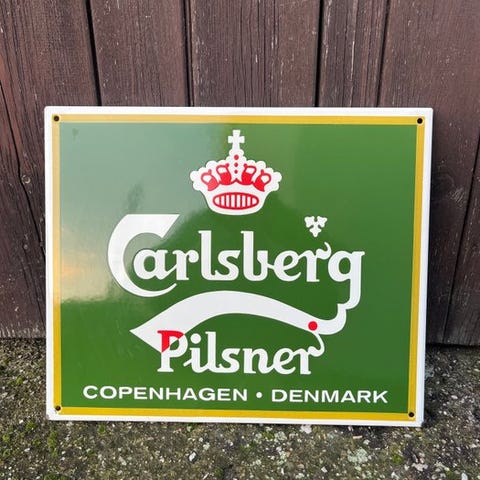 Carlsberg
Pilsner
COPENHAGEN • DENMARK